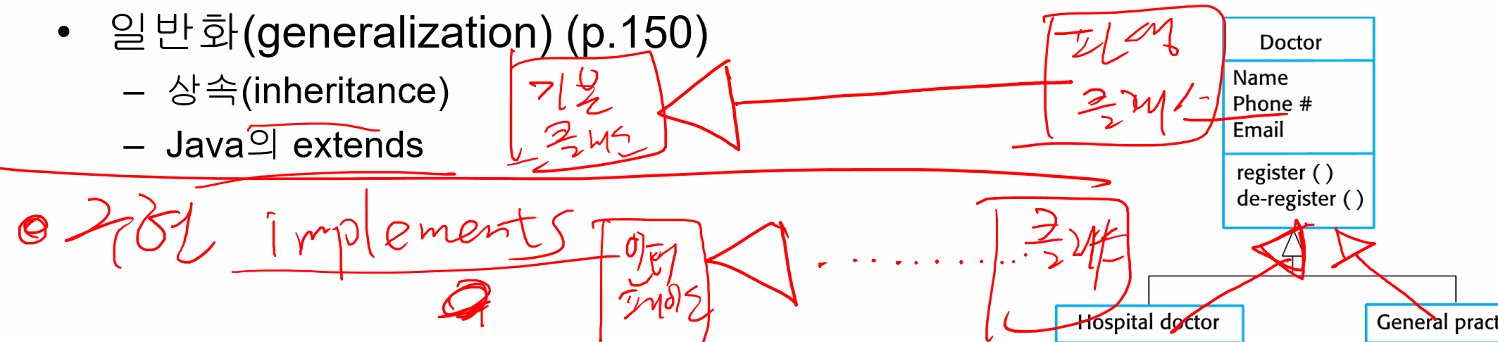 • 일반화(generalization) (p.150)
– 상속(inheritance)
– Java의 extends
기본
클래스
파생
클래스
구현 implements
인터
페이스
클래스
Doctor
Name
Phone #
Email
register ( )
de-register ( )
Hospital doctor
General pract